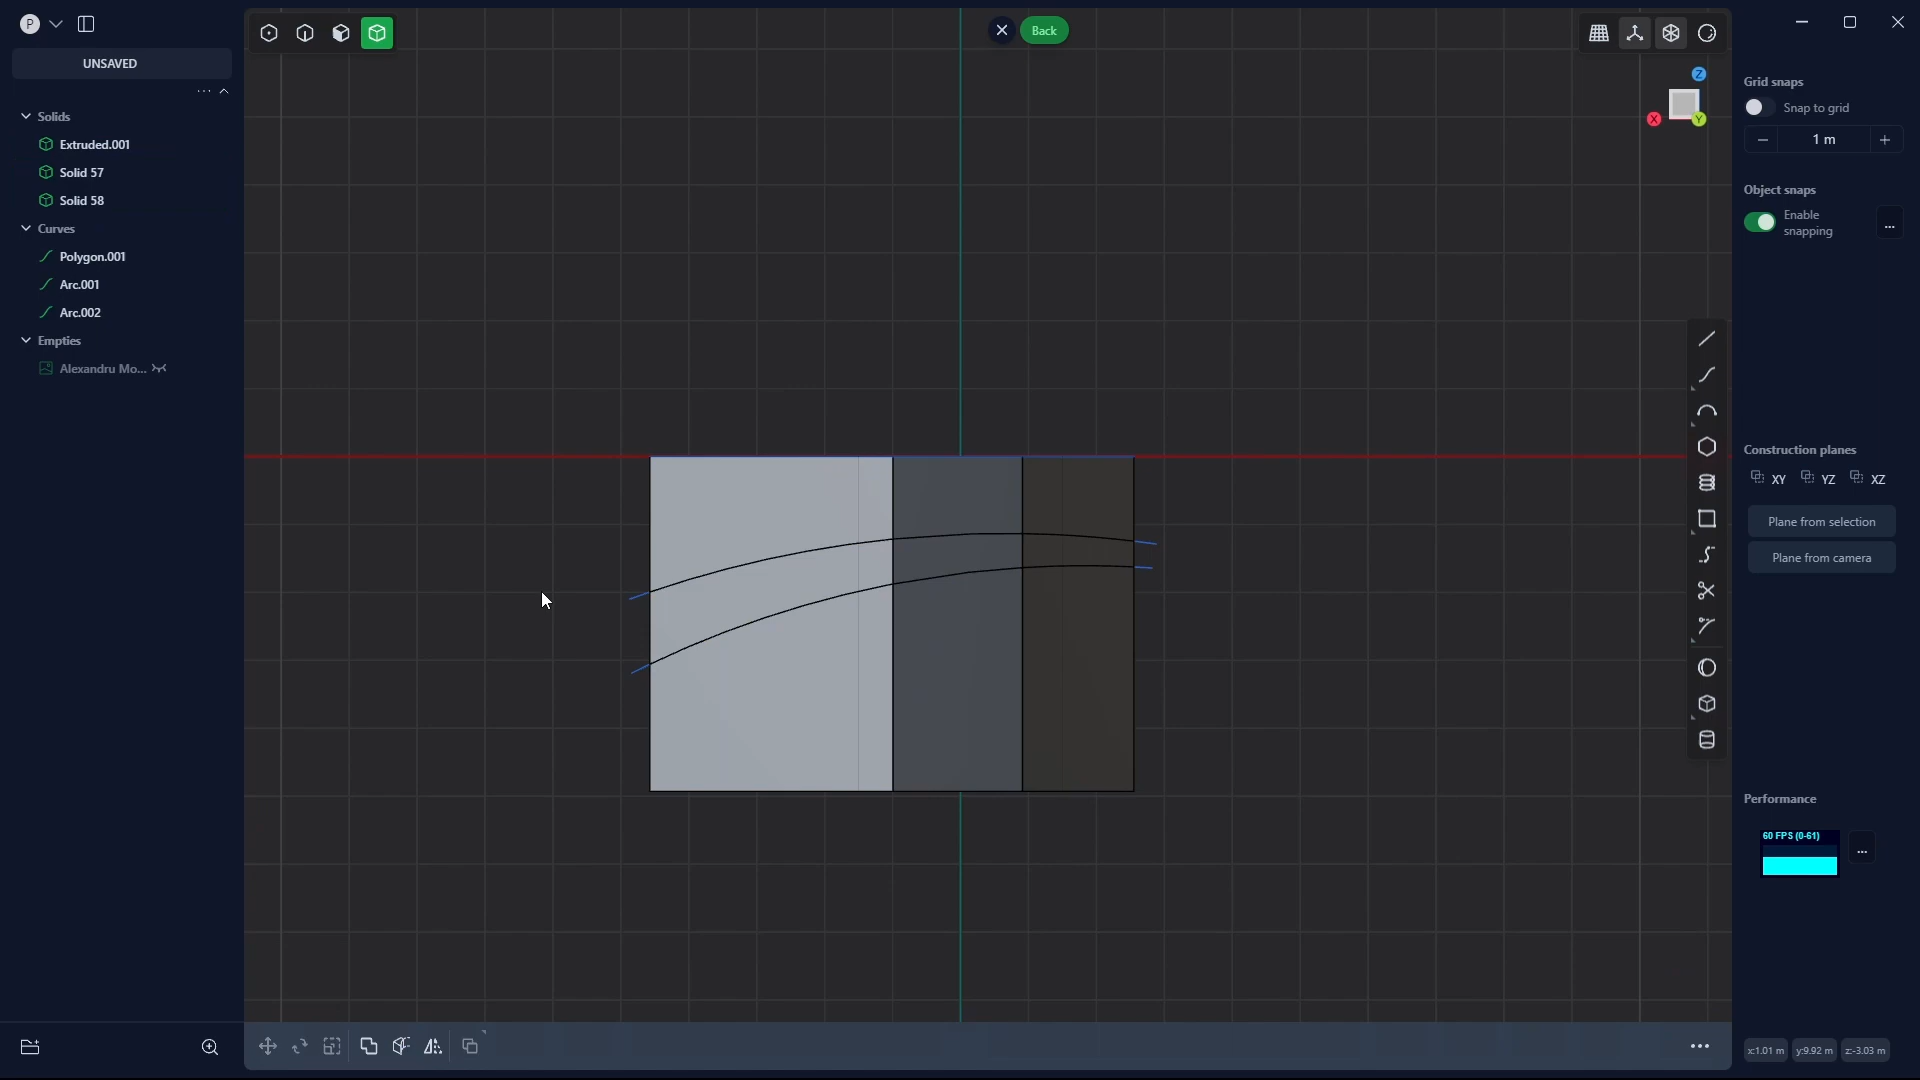 P
UNSAVED
Solids
Extruded.001
Solid 57
Solid 58
Curves
Polygon.001
Arc.001
Arc.002
Empties
Alexandru Mo...
Back
Z
X
Y
Grid snaps
Snap to grid
1 m
Object snaps
Enable
snapping
...
Construction planes
XY
YZ
XZ
Plane from selection
Plane from camera
Performance
60 FPS (0-61)
...
x:1.01 m
y:9.92 m
z:-3.03 m